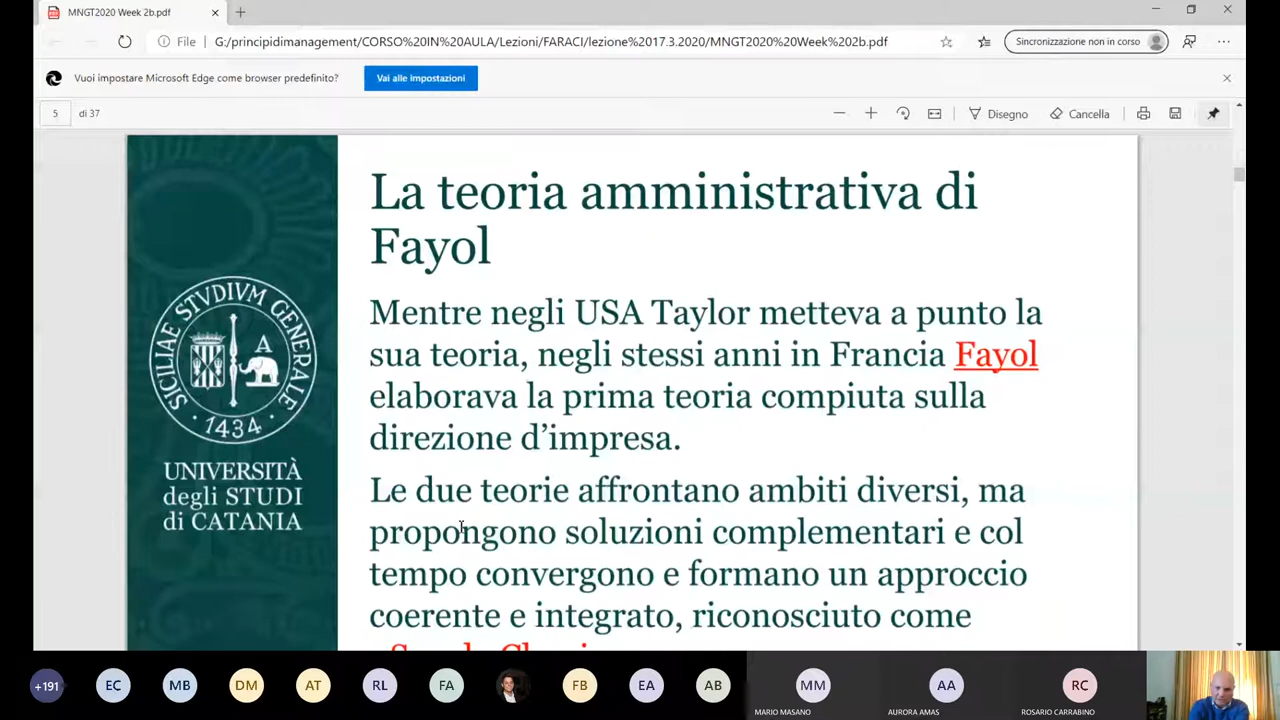 MNGT2020 Week 2b.pdf
File
G:/principidimanagement/CORSO%20IN%20AULA/Lezioni/FARACI/lezione%2017.3.2020/MNGT2020%20Week%202b.pdf
Sincronizzazione non in corso
Vuoi impostare Microsoft Edge come browser predefinito?
Vai alle impostazioni
5 di 37
Disegno
Cancella
La teoria amministrativa di
Fayol
Mentre negli USA Taylor metteva a punto la
sua teoria, negli stessi anni in Francia Fayol
elaborava la prima teoria compiuta sulla
direzione d'impresa.
Le due teorie affrontano ambiti diversi, ma
propongono soluzioni complementari e col
tempo convergono e formano un approccio
coerente e integrato, riconosciuto come
SICILIAE STVDIVM GENERALE
A
· 1434 ·
UNIVERSITÀ
degli STUDI
di CATANIA
+191
EC
MB
DM
AT
RL
FA
FB
EA
AB
MM
AA
RC
MARIO MASANO
AURORA AMAS
ROSARIO CARRABINO